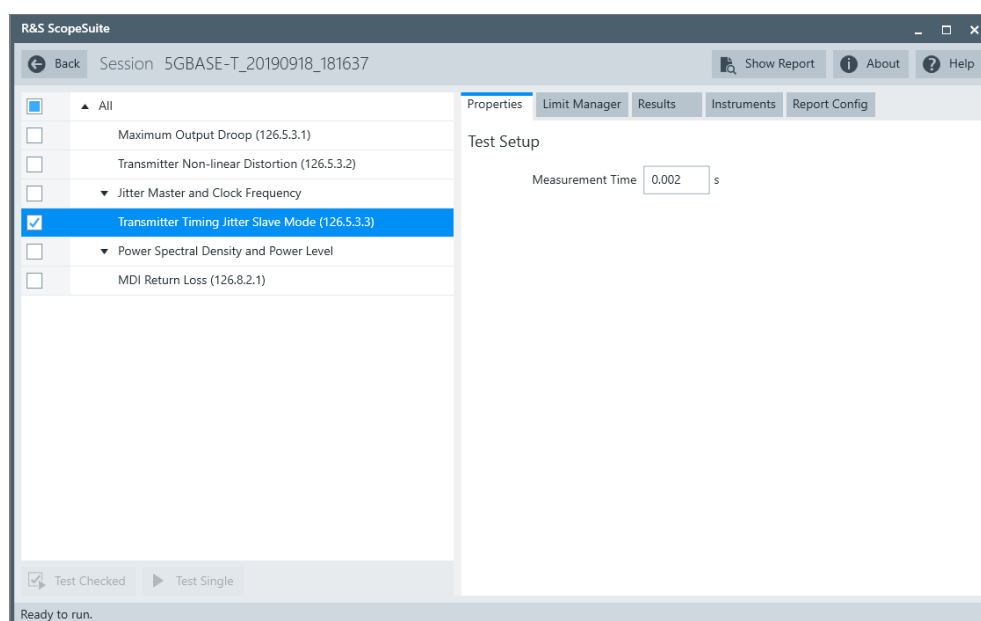 R&S ScopeSuite
Back Session 5GBASE-T_20190918_181637 Show Report About Help
All
Maximum Output Droop (126.5.3.1)
Transmitter Non-linear Distortion (126.5.3.2)
Jitter Master and Clock Frequency
Transmitter Timing Jitter Slave Mode (126.5.3.3)
Power Spectral Density and Power Level
MDI Return Loss (126.8.2.1)
Properties Limit Manager Results Instruments Report Config
Test Setup
Measurement Time 0.002 s
Test Checked Test Single
Ready to run.